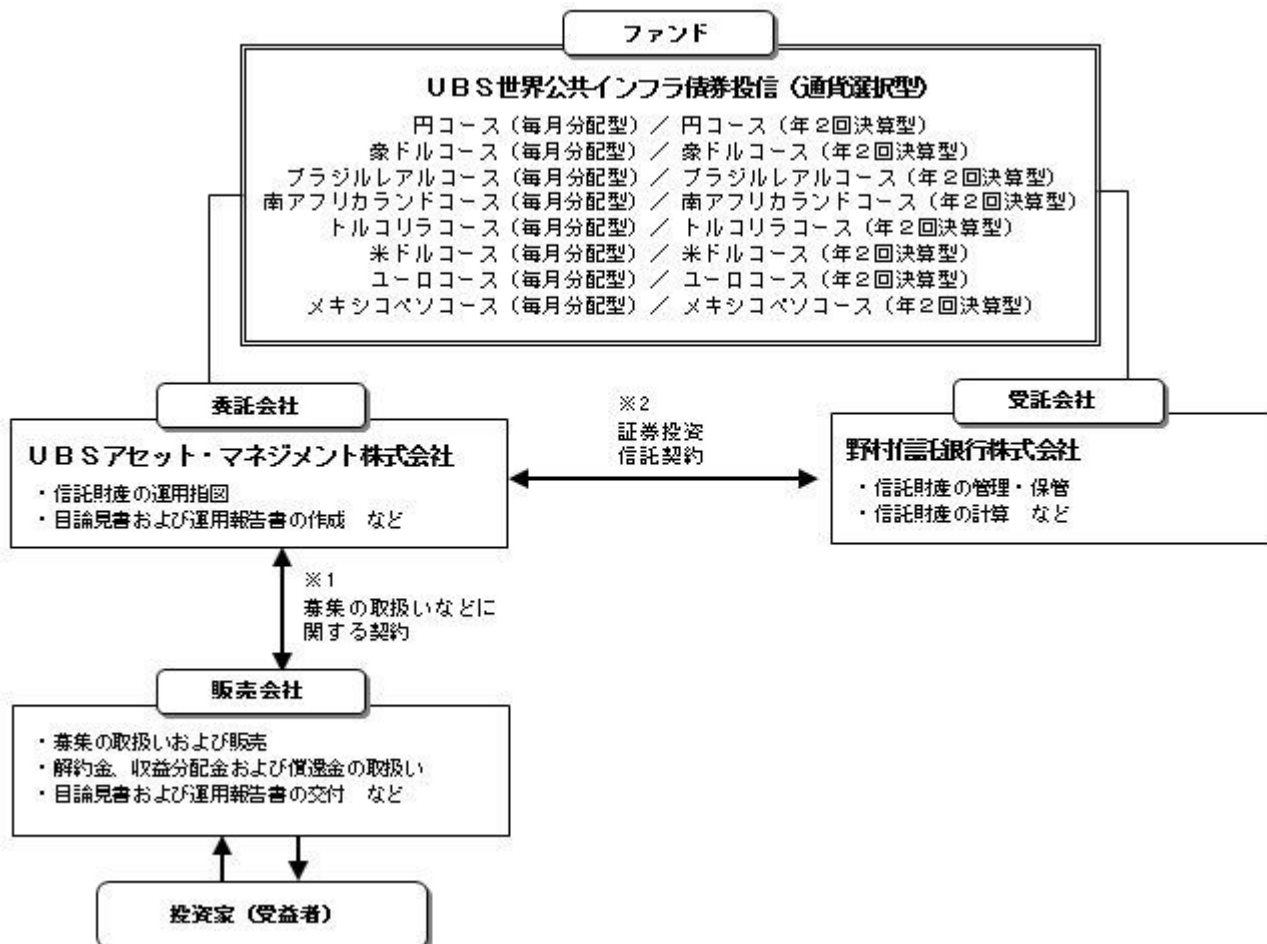 ファンド
UBS世界公共インフラ債券投信(通貨選択型)
円コース(毎月分配型) / 円コース(年2回決算型)
豪ドルコース(毎月分配型) / 豪ドルコース(年2回決算型)
ブラジルレアルコース(毎月分配型) / ブラジルレアルコース(年2回決算型)
南アフリカランドコース(毎月分配型) / 南アフリカランドコース(年2回決算型)
トルコリラコース(毎月分配型) / トルコリラコース(年2回決算型)
米ドルコース(毎月分配型) / 米ドルコース(年2回決算型)
ユーロコース(毎月分配型) / ユーロコース(年2回決算型)
メキシコペソコース(毎月分配型) / メキシコペソコース(年2回決算型)
委託会社
UBSアセット・マネジメント株式会社
・信託財産の運用指図
・目論見書および運用報告書の作成 など
※2
証券投資
信託契約
受託会社
野村信託銀行株式会社
・信託財産の管理・保管
・信託財産の計算 など
※1
募集の取扱いなどに
関する契約
販売会社
・募集の取扱いおよび販売
・解約金、収益分配金および償還金の取扱い
・目論見書および運用報告書の交付 など
投資家(受益者)